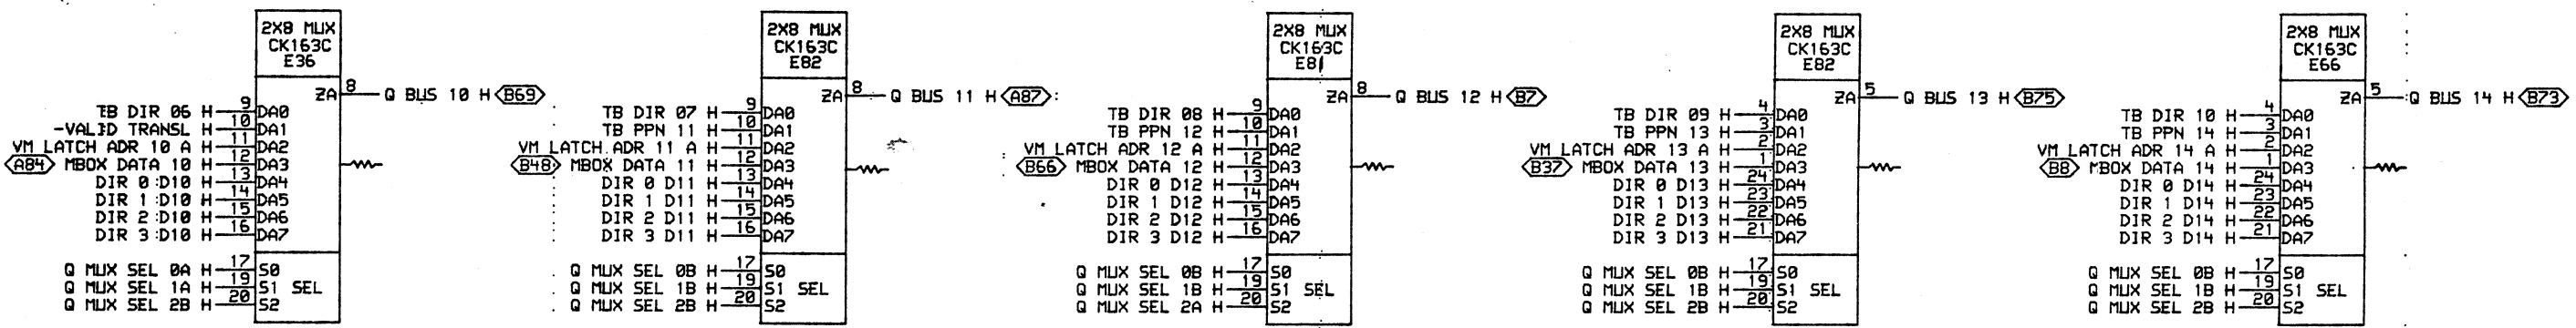 2X8 MUX
CK163C
E36
ZA 8 Q BUS 10 H B69
TB DIR 06 H 9 DA0
-VALID TRANSL H 10 DA1
VM LATCH ADR 10 A H 11 DA2
A84 MBOX DATA 10 H 12 DA3
DIR 0 D10 H 13 DA4
DIR 1 D10 H 14 DA5
DIR 2 D10 H 15 DA6
DIR 3 D10 H 16 DA7
Q MUX SEL 0A H 17 S0
Q MUX SEL 1A H 19 S1 SEL
Q MUX SEL 2B H 20 S2
2X8 MUX
CK163C
E82
ZA 8 Q BUS 11 H A87
TB DIR 07 H 9 DA0
TB PPN 11 H 10 DA1
VM LATCH ADR 11 A H 11 DA2
B48 MBOX DATA 11 H 12 DA3
DIR 0 D11 H 13 DA4
DIR 1 D11 H 14 DA5
DIR 2 D11 H 15 DA6
DIR 3 D11 H 16 DA7
Q MUX SEL 0B H 17 S0
Q MUX SEL 1B H 19 S1 SEL
Q MUX SEL 2B H 20 S2
2X8 MUX
CK163C
E81
ZA 8 Q BUS 12 H B7
TB DIR 08 H 9 DA0
TB PPN 12 H 10 DA1
VM LATCH ADR 12 A H 11 DA2
B66 MBOX DATA 12 H 12 DA3
DIR 0 D12 H 13 DA4
DIR 1 D12 H 14 DA5
DIR 2 D12 H 15 DA6
DIR 3 D12 H 16 DA7
Q MUX SEL 0B H 17 S0
Q MUX SEL 1B H 19 S1 SEL
Q MUX SEL 2A H 20 S2
2X8 MUX
CK163C
E82
ZA 5 Q BUS 13 H B75
TB DIR 09 H 4 DA0
TB PPN 13 H 3 DA1
VM LATCH ADR 13 A H 2 DA2
B37 MBOX DATA 13 H 1 DA3
DIR 0 D13 H 24 DA4
DIR 1 D13 H 23 DA5
DIR 2 D13 H 22 DA6
DIR 3 D13 H 21 DA7
Q MUX SEL 0B H 17 S0
Q MUX SEL 1B H 19 S1 SEL
Q MUX SEL 2B H 20 S2
2X8 MUX
CK163C
E66
ZA 5 Q BUS 14 H B73
TB DIR 10 H 4 DA0
TB PPN 14 H 3 DA1
VM LATCH ADR 14 A H 2 DA2
B8 MBOX DATA 14 H 1 DA3
DIR 0 D14 H 24 DA4
DIR 1 D14 H 23 DA5
DIR 2 D14 H 22 DA6
DIR 3 D14 H 21 DA7
Q MUX SEL 0B H 17 S0
Q MUX SEL 1B H 19 S1 SEL
Q MUX SEL 2B H 20 S2